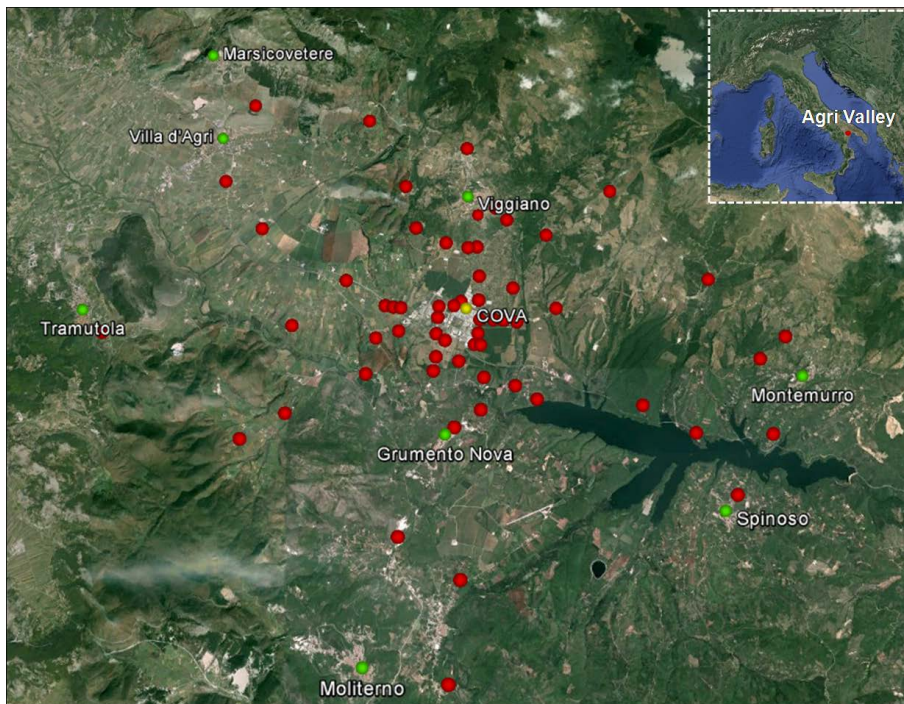 Marsicovetere
Agri Valley
Villa d'Agri
Viggiano
COVA
Tramutola
Montemurro
Grumento Nova
Spinoso
Moliterno